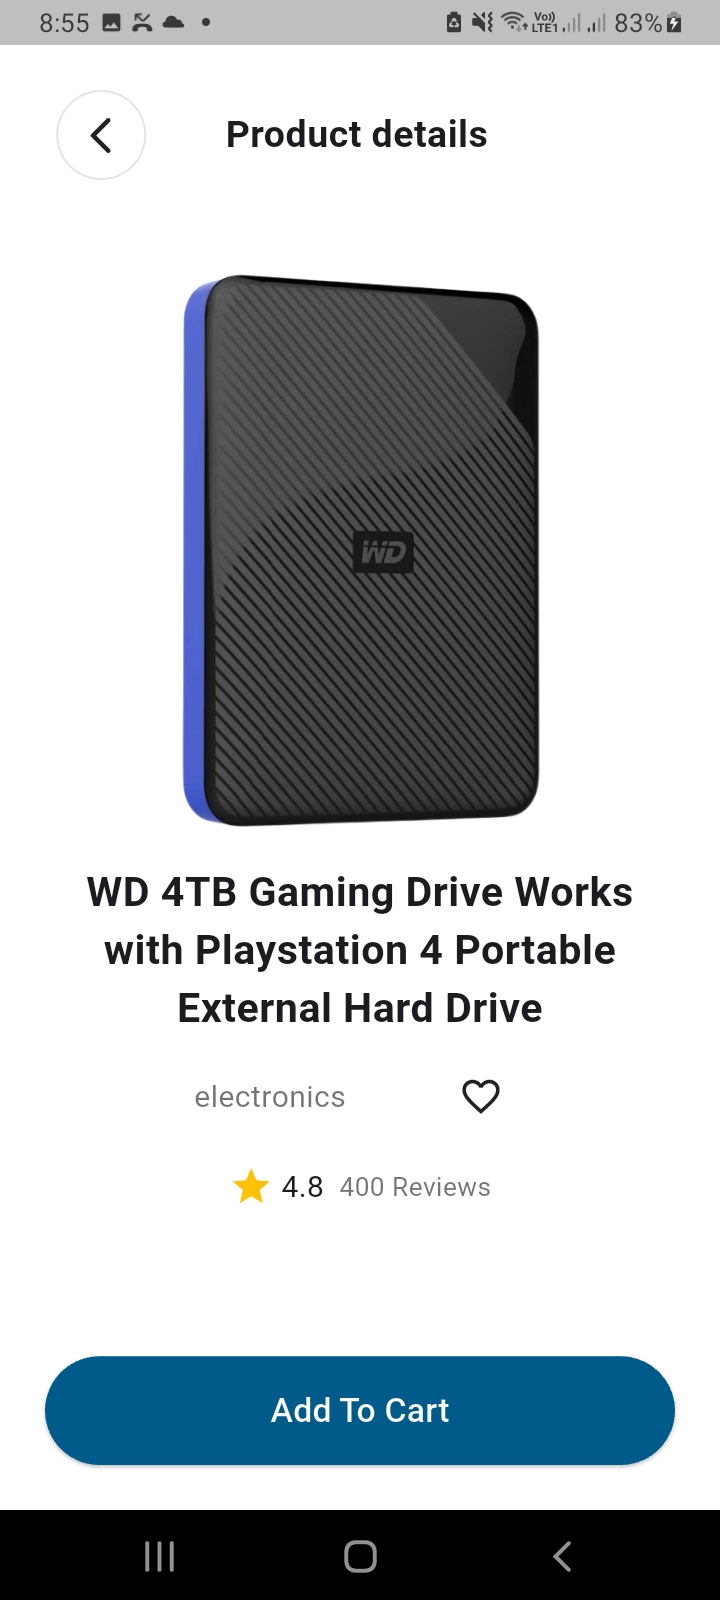 8:55
Vo))
LTE1
83%
Product details
WD
WD 4TB Gaming Drive Works
with Playstation 4 Portable
External Hard Drive
electronics
4.8 400 Reviews
Add To Cart